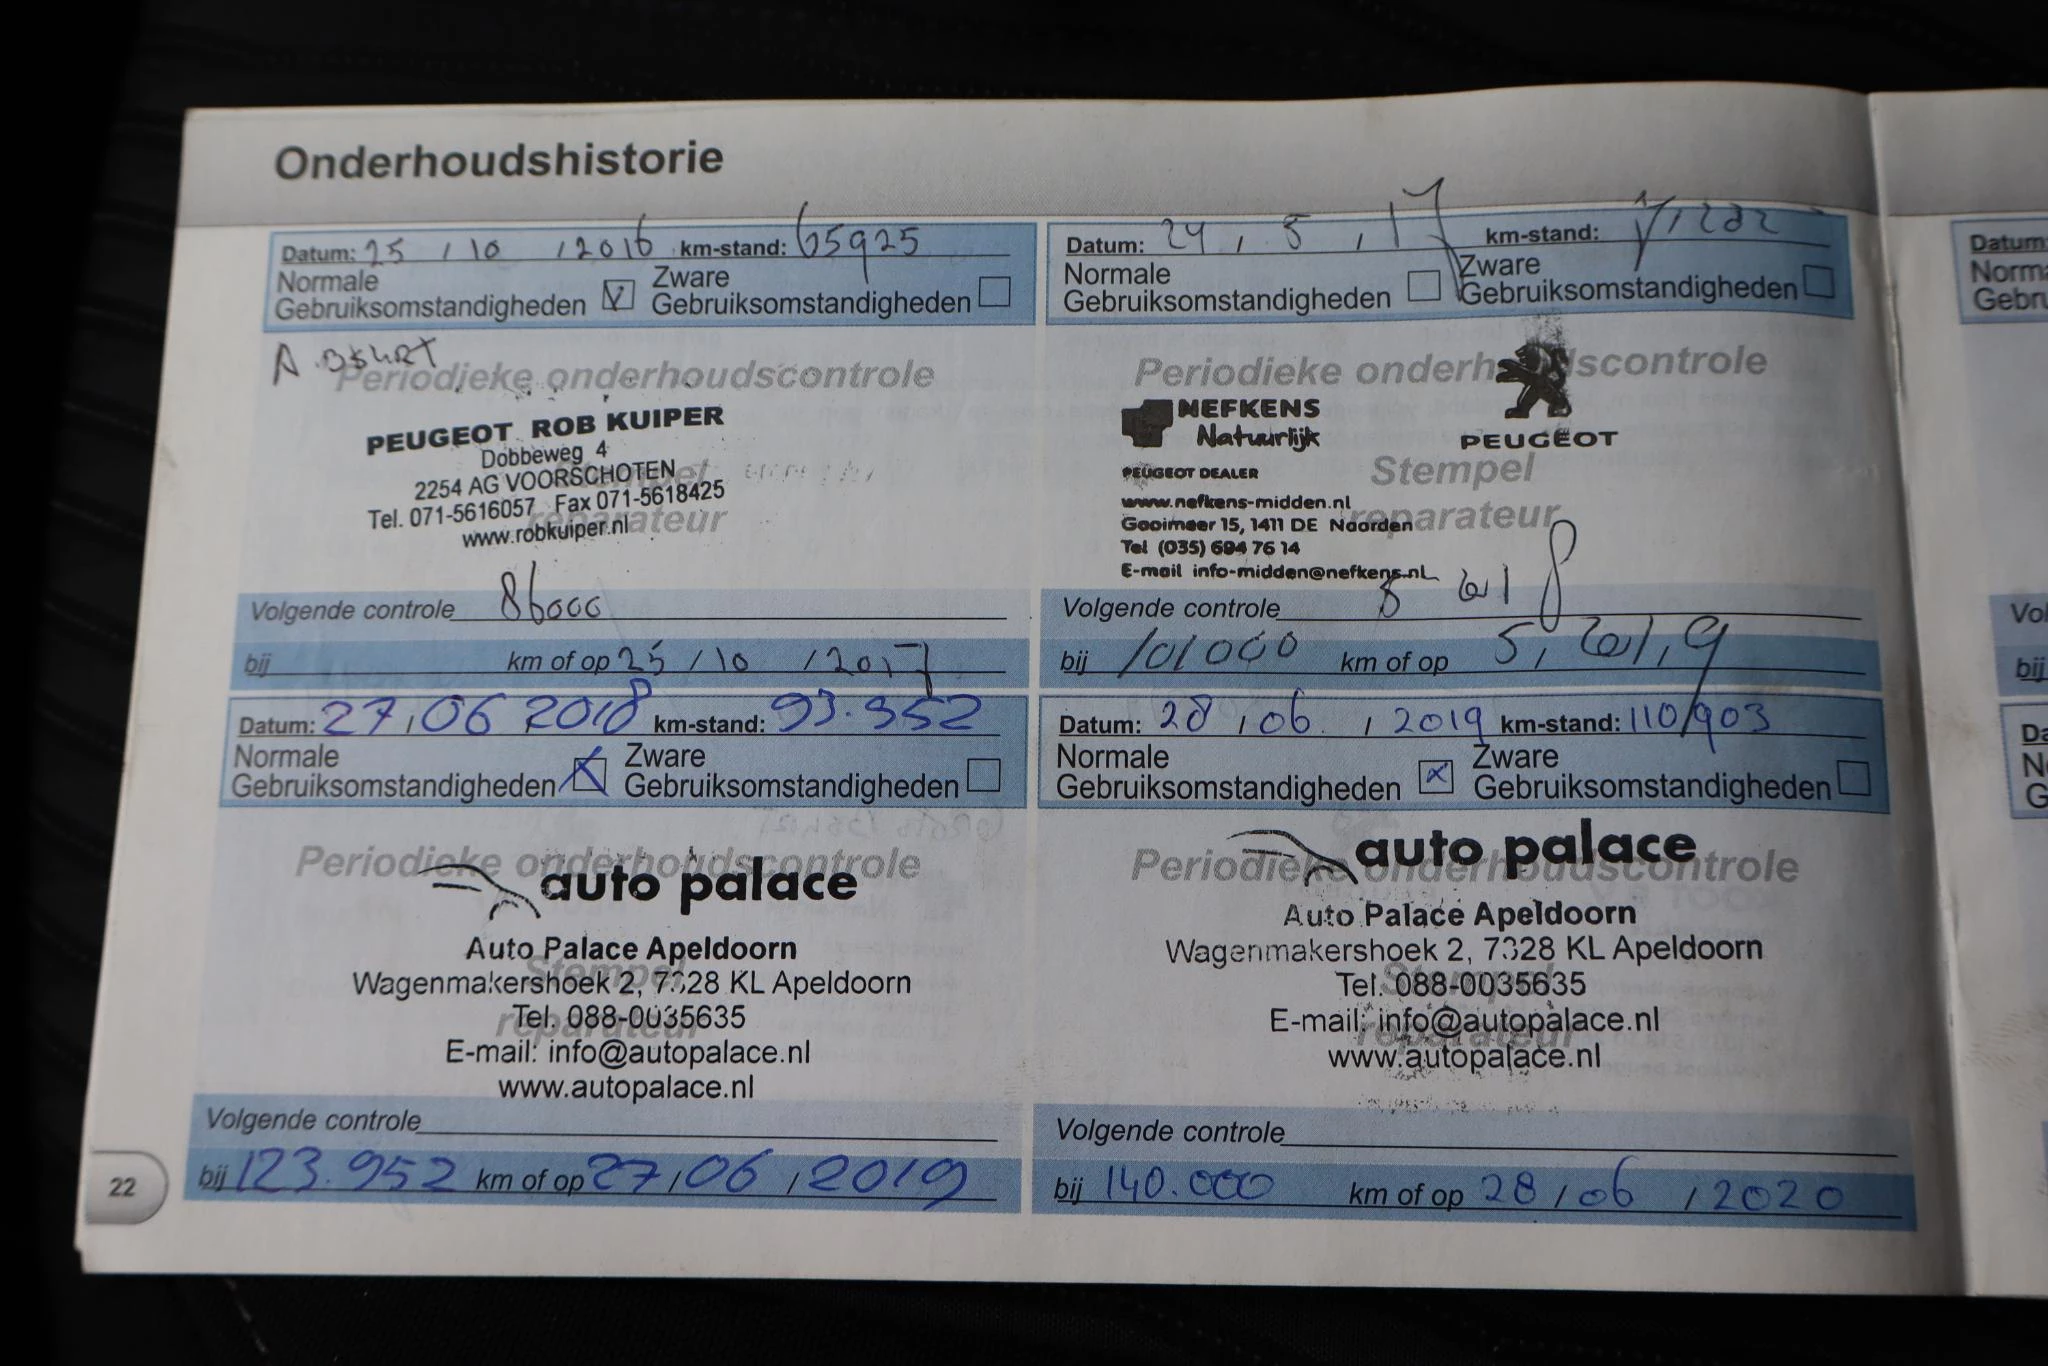 Onderhoudshistorie
Datum: 25 / 10 / 2016 km-stand: 65925
Normale
Gebruiksomstandigheden V Zware
Gebruiksomstandigheden
A
Periodieke onderhoudscontrole
PEUGEOT ROB KUIPER
Dobbeweg 4
2254 AG VOORSCHOTEN
Tel. 071-5616057 Fax 071-5618425
www.robkuiper.nl
Stempel
reparateur
Volgende controle 86000
bij km of op 25 / 10 / 2017
Datum: 24 / 5 / 17 km-stand:
Normale
Gebruiksomstandigheden Zware
Gebruiksomstandigheden
Periodieke onderhoudscontrole
NEFKENS
Natuurlijk
PEUGEOT
PEUGEOT DEALER
Stempel
reparateur
www.nefkens-midden.nl
Gooimeer 15, 1411 DE Naarden
Tel (035) 694 76 14
E-mail info-midden@nefkens.nl
Volgende controle
bij 101000 km of op
Datum: 27/06 2018 km-stand: 93.952
Normale
Gebruiksomstandigheden X Zware
Gebruiksomstandigheden
Periodieke onderhoudscontrole
auto palace
Auto Palace Apeldoorn
Wagenmakershoek 2, 7328 KL Apeldoorn
Tel. 088-0035635
E-mail: info@autopalace.nl
www.autopalace.nl
Stempel
reparateur
Volgende controle
bij 123.952 km of op 27/06/2019
Datum: 28 / 06 / 2019 km-stand: 110903
Normale
Gebruiksomstandigheden x Zware
Gebruiksomstandigheden
Periodieke onderhoudscontrole
auto palace
Auto Palace Apeldoorn
Wagenmakershoek 2, 7328 KL Apeldoorn
Tel. 088-0035635
E-mail: info@autopalace.nl
www.autopalace.nl
Stempel
reparateur
Volgende controle
bij 140.000 km of op 28 / 06 / 2020
22
Datum